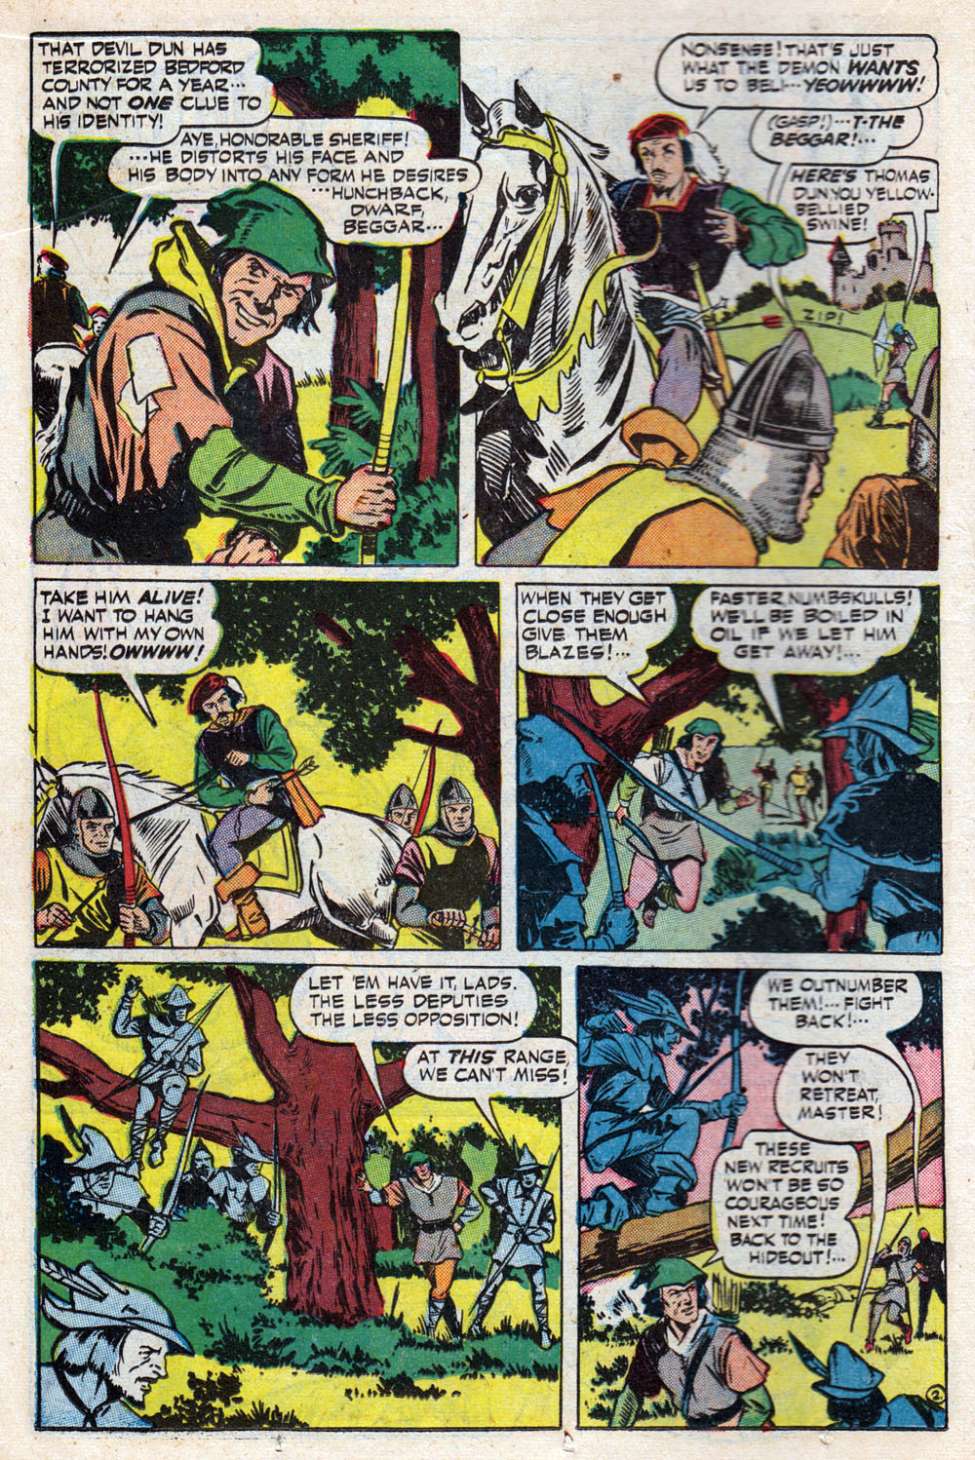 THAT DEVIL DUN HAS
TERRORIZED BEDFORD
COUNTY FOR A YEAR...
AND NOT ONE CLUE TO
HIS IDENTITY!
AYE, HONORABLE SHERIFF!
...HE DISTORTS HIS FACE AND
HIS BODY INTO ANY FORM HE DESIRES
...HUNCHBACK,
DWARF,
BEGGAR...
NONSENSE! THAT'S JUST
WHAT THE DEMON WANTS
US TO BELI--YEOWWWW!
(GASP!)...T-THE
BEGGAR!...
HERE'S THOMAS
DUN, YOU YELLOW-
BELLIED
SWINE!
ZIP!
TAKE HIM ALIVE!
I WANT TO HANG
HIM WITH MY OWN
HANDS! OWWWW!
WHEN THEY GET
CLOSE ENOUGH
GIVE THEM
BLAZES!...
FASTER, NUMBSKULLS!
WE'LL BE BOILED IN
OIL IF WE LET HIM
GET AWAY!...
LET 'EM HAVE IT, LADS.
THE LESS DEPUTIES
THE LESS OPPOSITION!
AT THIS RANGE,
WE CAN'T MISS!
WE OUTNUMBER
THEM!... FIGHT
BACK!...
THEY
WON'T
RETREAT,
MASTER!
THESE
NEW RECRUITS
WON'T BE SO
COURAGEOUS
NEXT TIME!
BACK TO THE
HIDEOUT!...
2